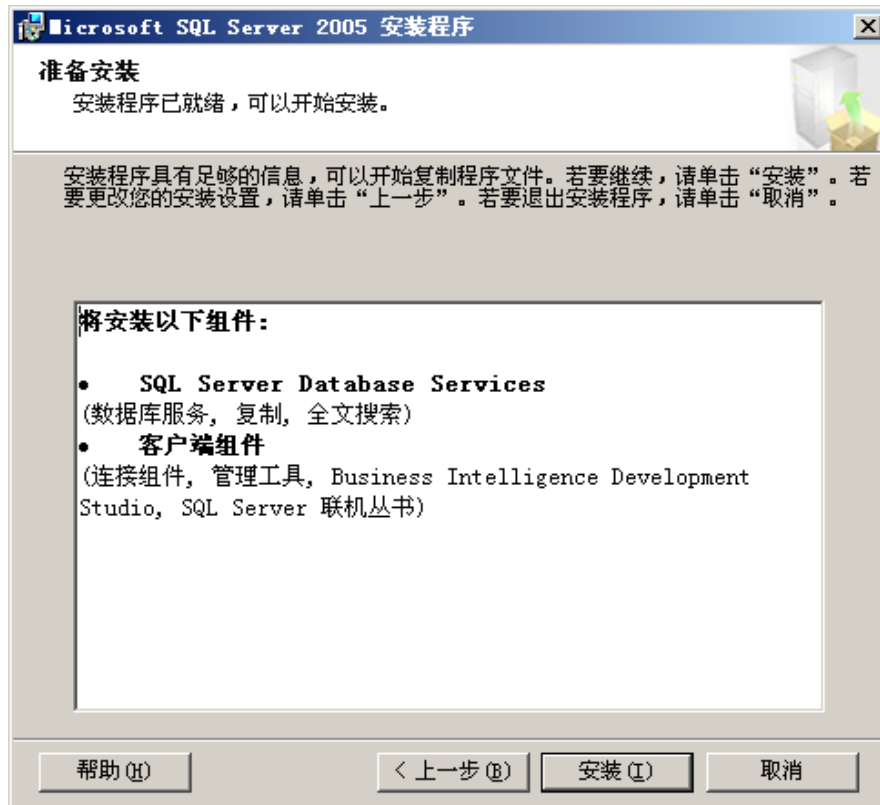 Microsoft SQL Server 2005 安装程序
准备安装
安装程序已就绪，可以开始安装。
安装程序具有足够的信息，可以开始复制程序文件。若要继续，请单击“安装”。若
要更改您的安装设置，请单击“上一步”。若要退出安装程序，请单击“取消”。
将安装以下组件:
• SQL Server Database Services
(数据库服务, 复制, 全文搜索)
• 客户端组件
(连接组件, 管理工具, Business Intelligence Development
Studio, SQL Server 联机丛书)
帮助(H) < 上一步(B) 安装(I) 取消